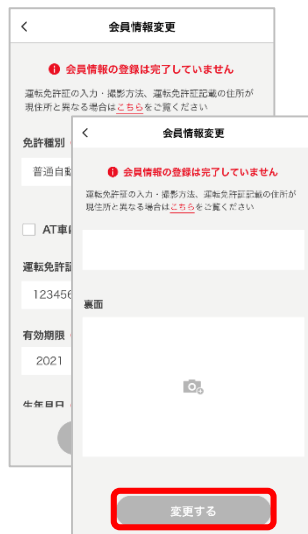 会員情報変更
会員情報の登録は完了していません
運転免許証の入力・撮影方法、運転免許証記載の住所が
現住所と異なる場合はこちらをご覧ください
免許種別
普通自動
AT車
運転免許証
123456
有効期限
2021
生年月日
会員情報変更
会員情報の登録は完了していません
運転免許証の入力・撮影方法、運転免許証記載の住所が
現住所と異なる場合はこちらをご覧ください
裏面
変更する